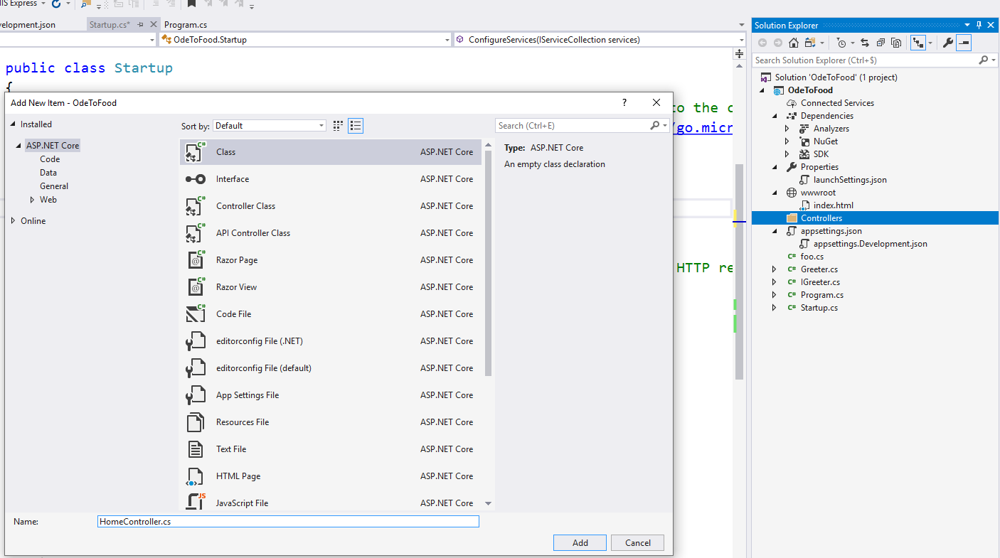 IIS Express
velopment.json Startup.cs* Program.cs
OdeToFood.Startup ConfigureServices(IServiceCollection services)
public class Startup
{
to the c
/go.micr
HTTP re
Add New Item - OdeToFood
? 
Installed
ASP.NET Core
Code
Data
General
Web
Online
Sort by: Default
Search (Ctrl+E)
C# Class ASP.NET Core
Interface ASP.NET Core
C# Controller Class ASP.NET Core
C# API Controller Class ASP.NET Core
C# @ Razor Page ASP.NET Core
C# @ Razor View ASP.NET Core
C# Code File ASP.NET Core
editorconfig File (.NET) ASP.NET Core
editorconfig File (default) ASP.NET Core
App Settings File ASP.NET Core
Resources File ASP.NET Core
Text File ASP.NET Core
HTML Page ASP.NET Core
JS JavaScript File ASP.NET Core
Type: ASP.NET Core
An empty class declaration
Name: HomeController.cs
Add Cancel
Solution Explorer
Search Solution Explorer (Ctrl+$)
Solution 'OdeToFood' (1 project)
OdeToFood
Connected Services
Dependencies
Analyzers
NuGet
SDK
Properties
launchSettings.json
wwwroot
index.html
Controllers
appsettings.json
appsettings.Development.json
C# foo.cs
C# Greeter.cs
C# IGreeter.cs
C# Program.cs
C# Startup.cs